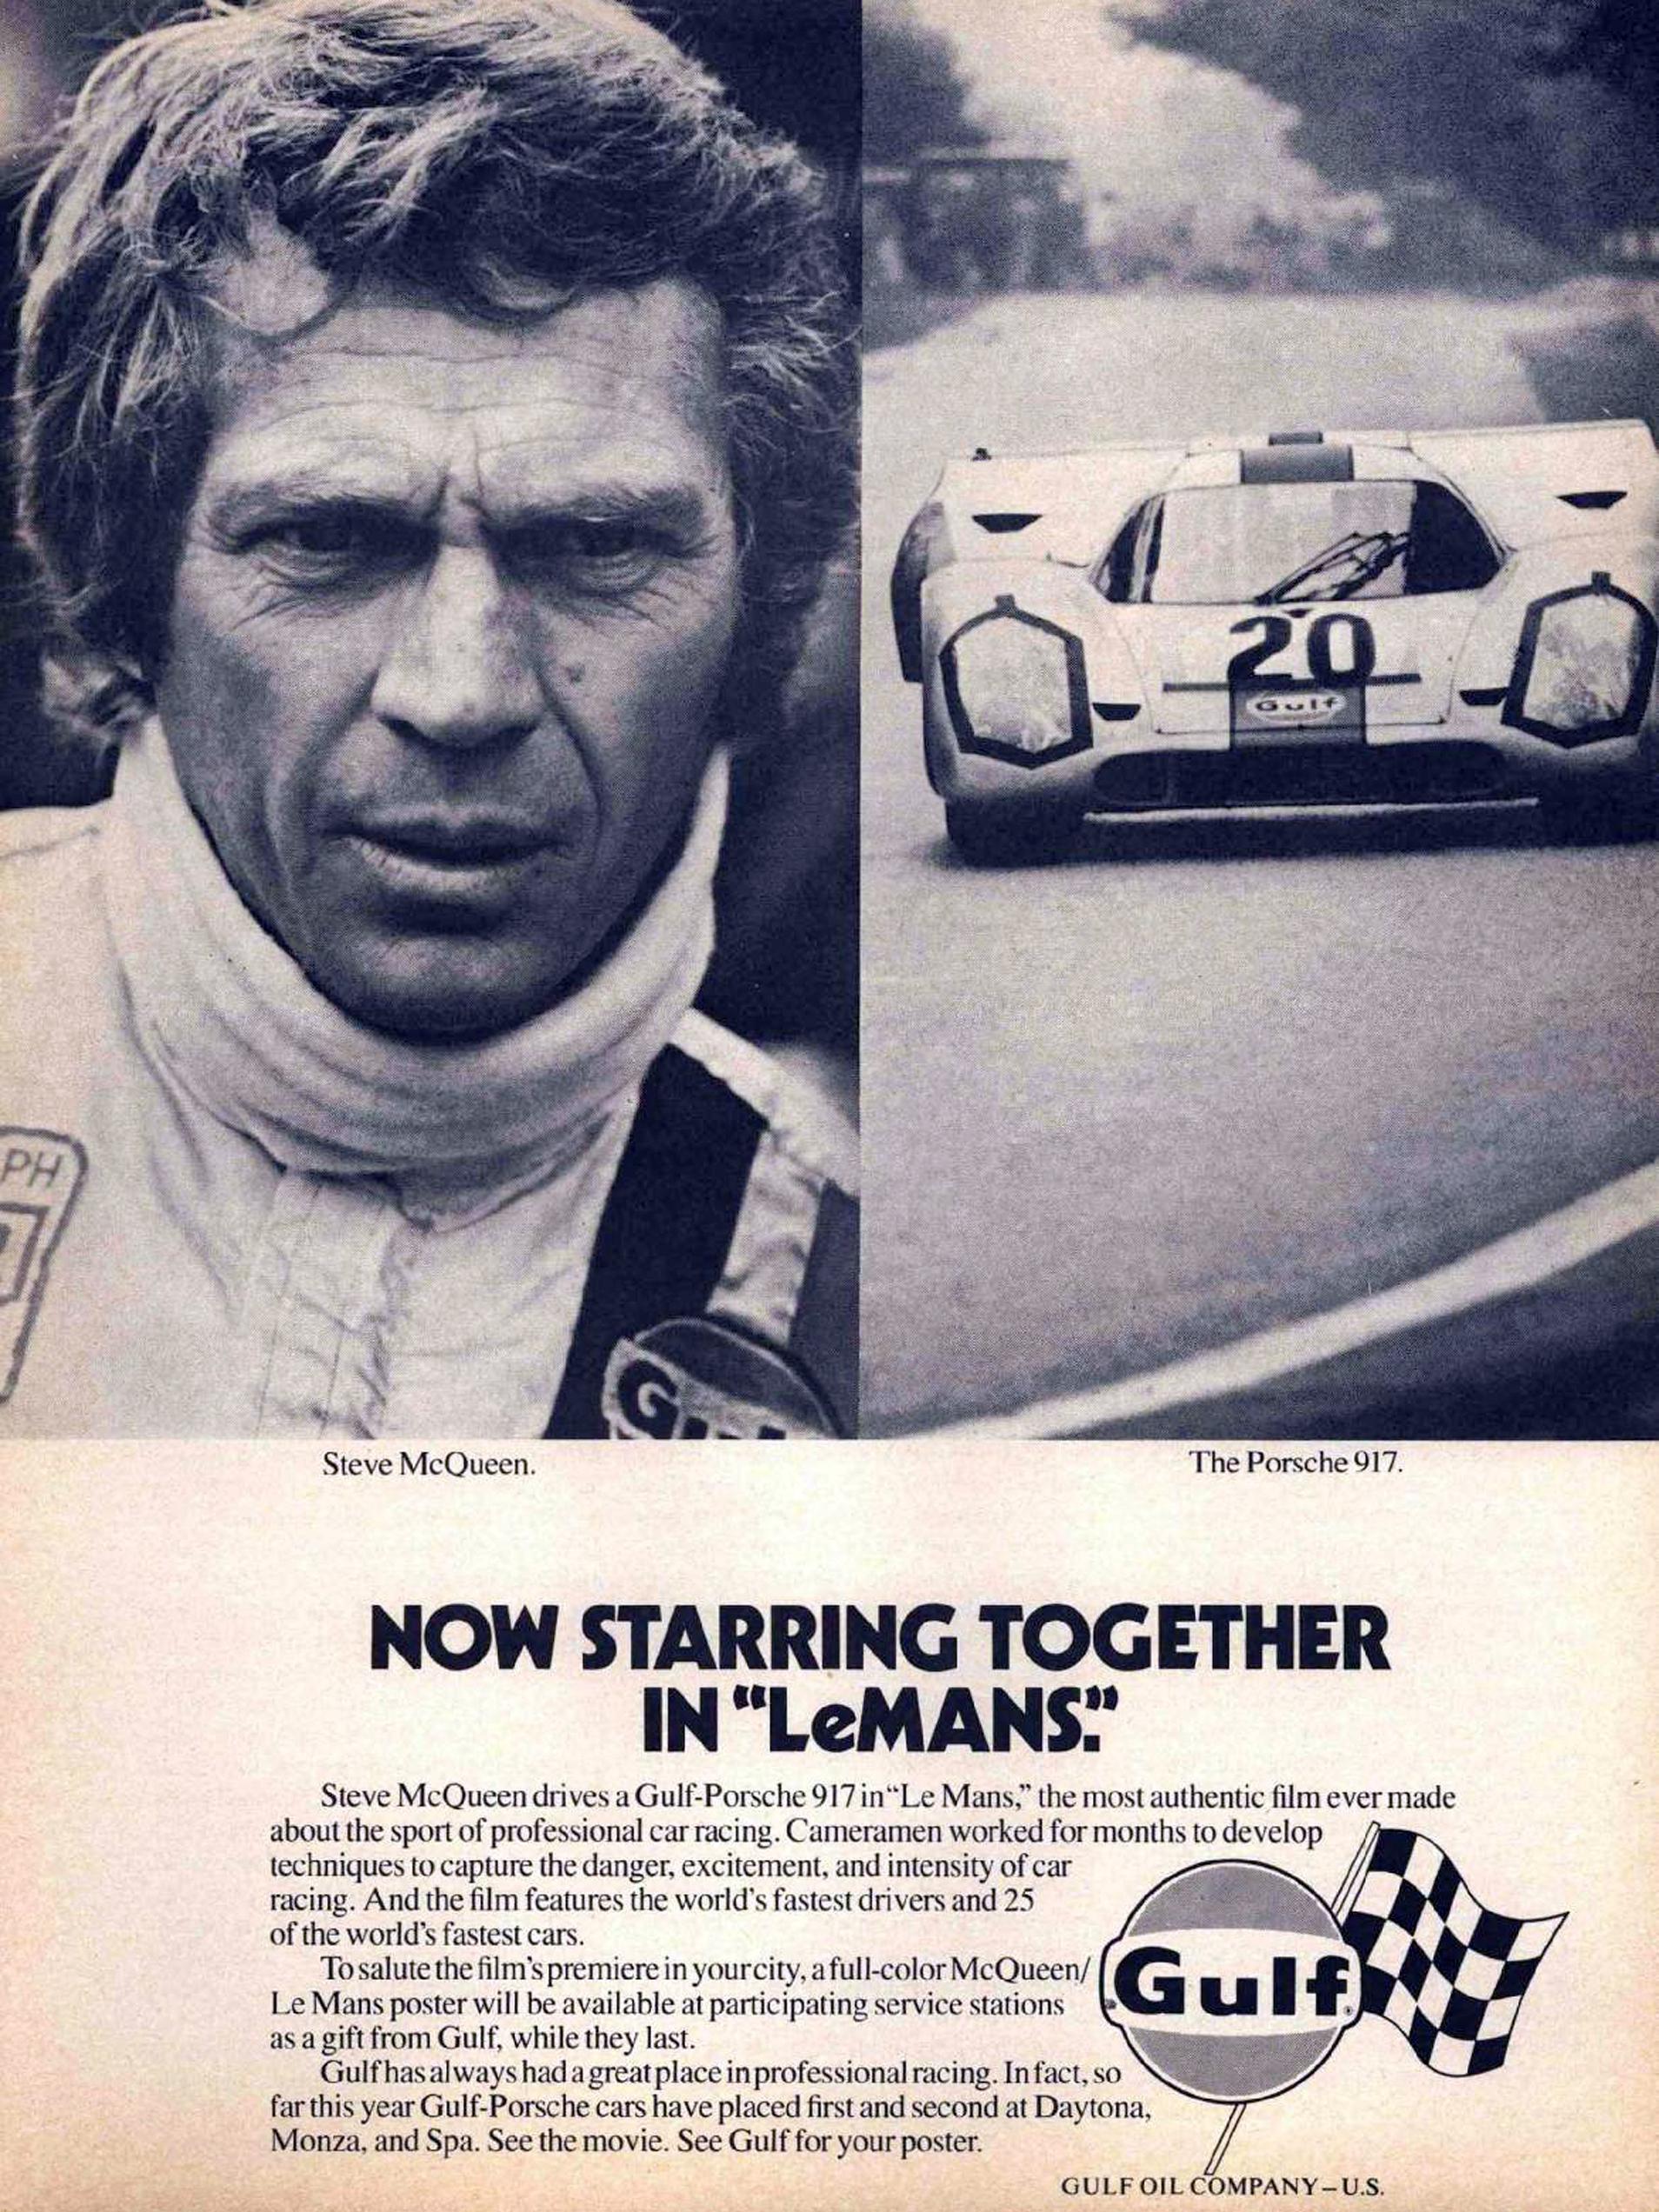 20
Gulf
PH
Steve McQueen.
The Porsche 917.
NOW STARRING TOGETHER
IN “LeMANS.”
Steve McQueen drives a Gulf-Porsche 917 in “Le Mans,” the most authentic film ever made
about the sport of professional car racing. Cameramen worked for months to develop
techniques to capture the danger, excitement, and intensity of car
racing. And the film features the world's fastest drivers and 25
of the world's fastest cars.
To salute the film's premiere in your city, a full-color McQueen/
Le Mans poster will be available at participating service stations
as a gift from Gulf, while they last.
Gulf has always had a great place in professional racing. In fact, so
far this year Gulf-Porsche cars have placed first and second at Daytona,
Monza, and Spa. See the movie. See Gulf for your poster.
Gulf®
GULF OIL COMPANY–U.S.